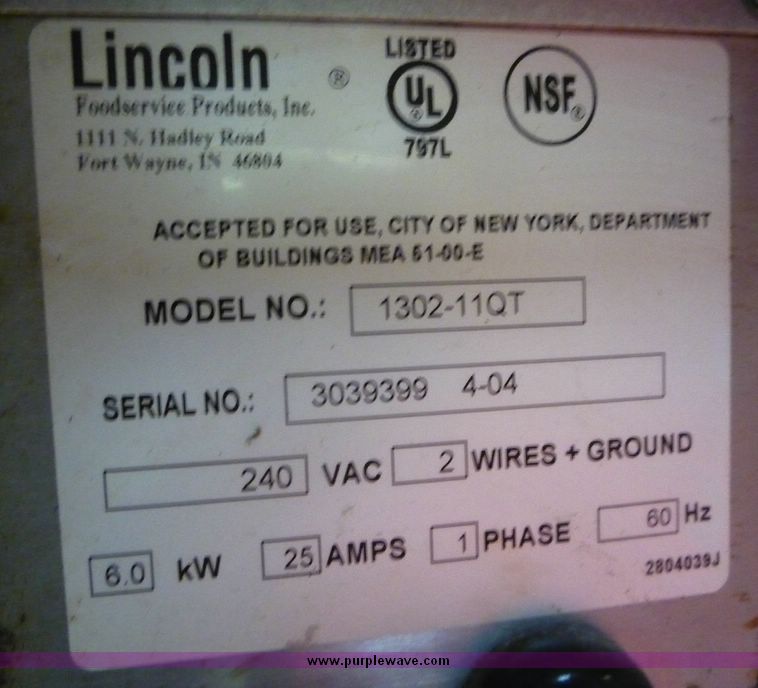 Lincoln ®
Foodservice Products, Inc.
1111 N. Hadley Road
Fort Wayne, IN 46804
LISTED
UL ®
797L
NSF ®
ACCEPTED FOR USE, CITY OF NEW YORK, DEPARTMENT
OF BUILDINGS MEA 51-00-E
MODEL NO.: 1302-11QT
SERIAL NO.: 3039399 4-04
240 VAC 2 WIRES + GROUND
6.0 kW 25 AMPS 1 PHASE 60 Hz
2804039J
www.purplewave.com